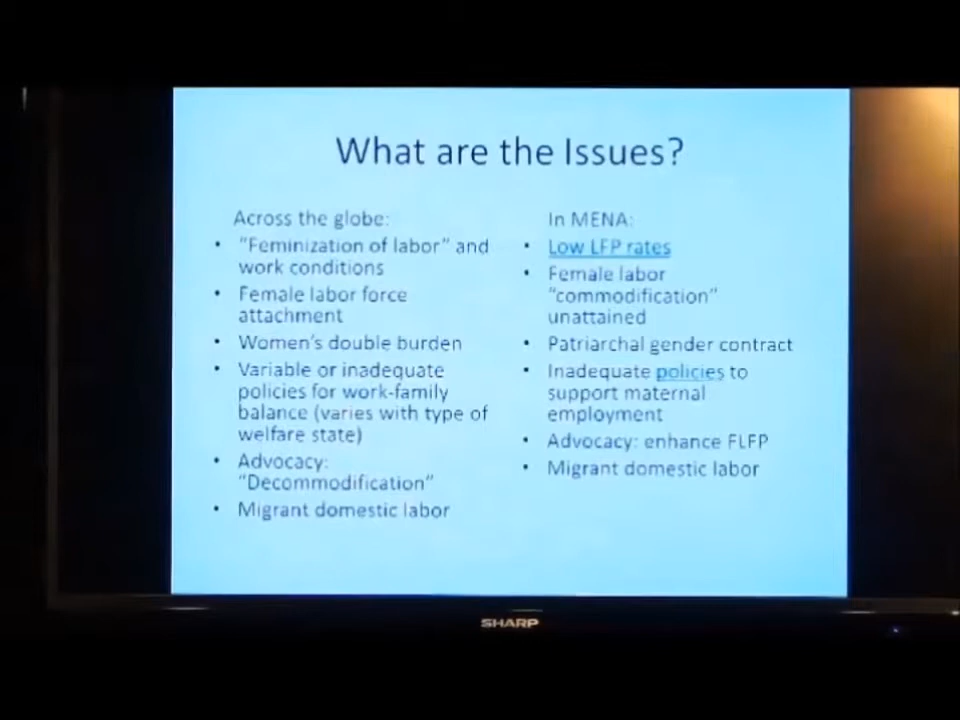 What are the Issues?
Across the globe:
• "Feminization of labor" and
work conditions
• Female labor force
attachment
• Women's double burden
• Variable or inadequate
policies for work-family
balance (varies with type of
welfare state)
• Advocacy:
"Decommodification"
• Migrant domestic labor
In MENA:
• Low LFP rates
• Female labor
"commodification"
unattained
• Patriarchal gender contract
• Inadequate policies to
support maternal
employment
• Advocacy: enhance FLFP
• Migrant domestic labor
SHARP